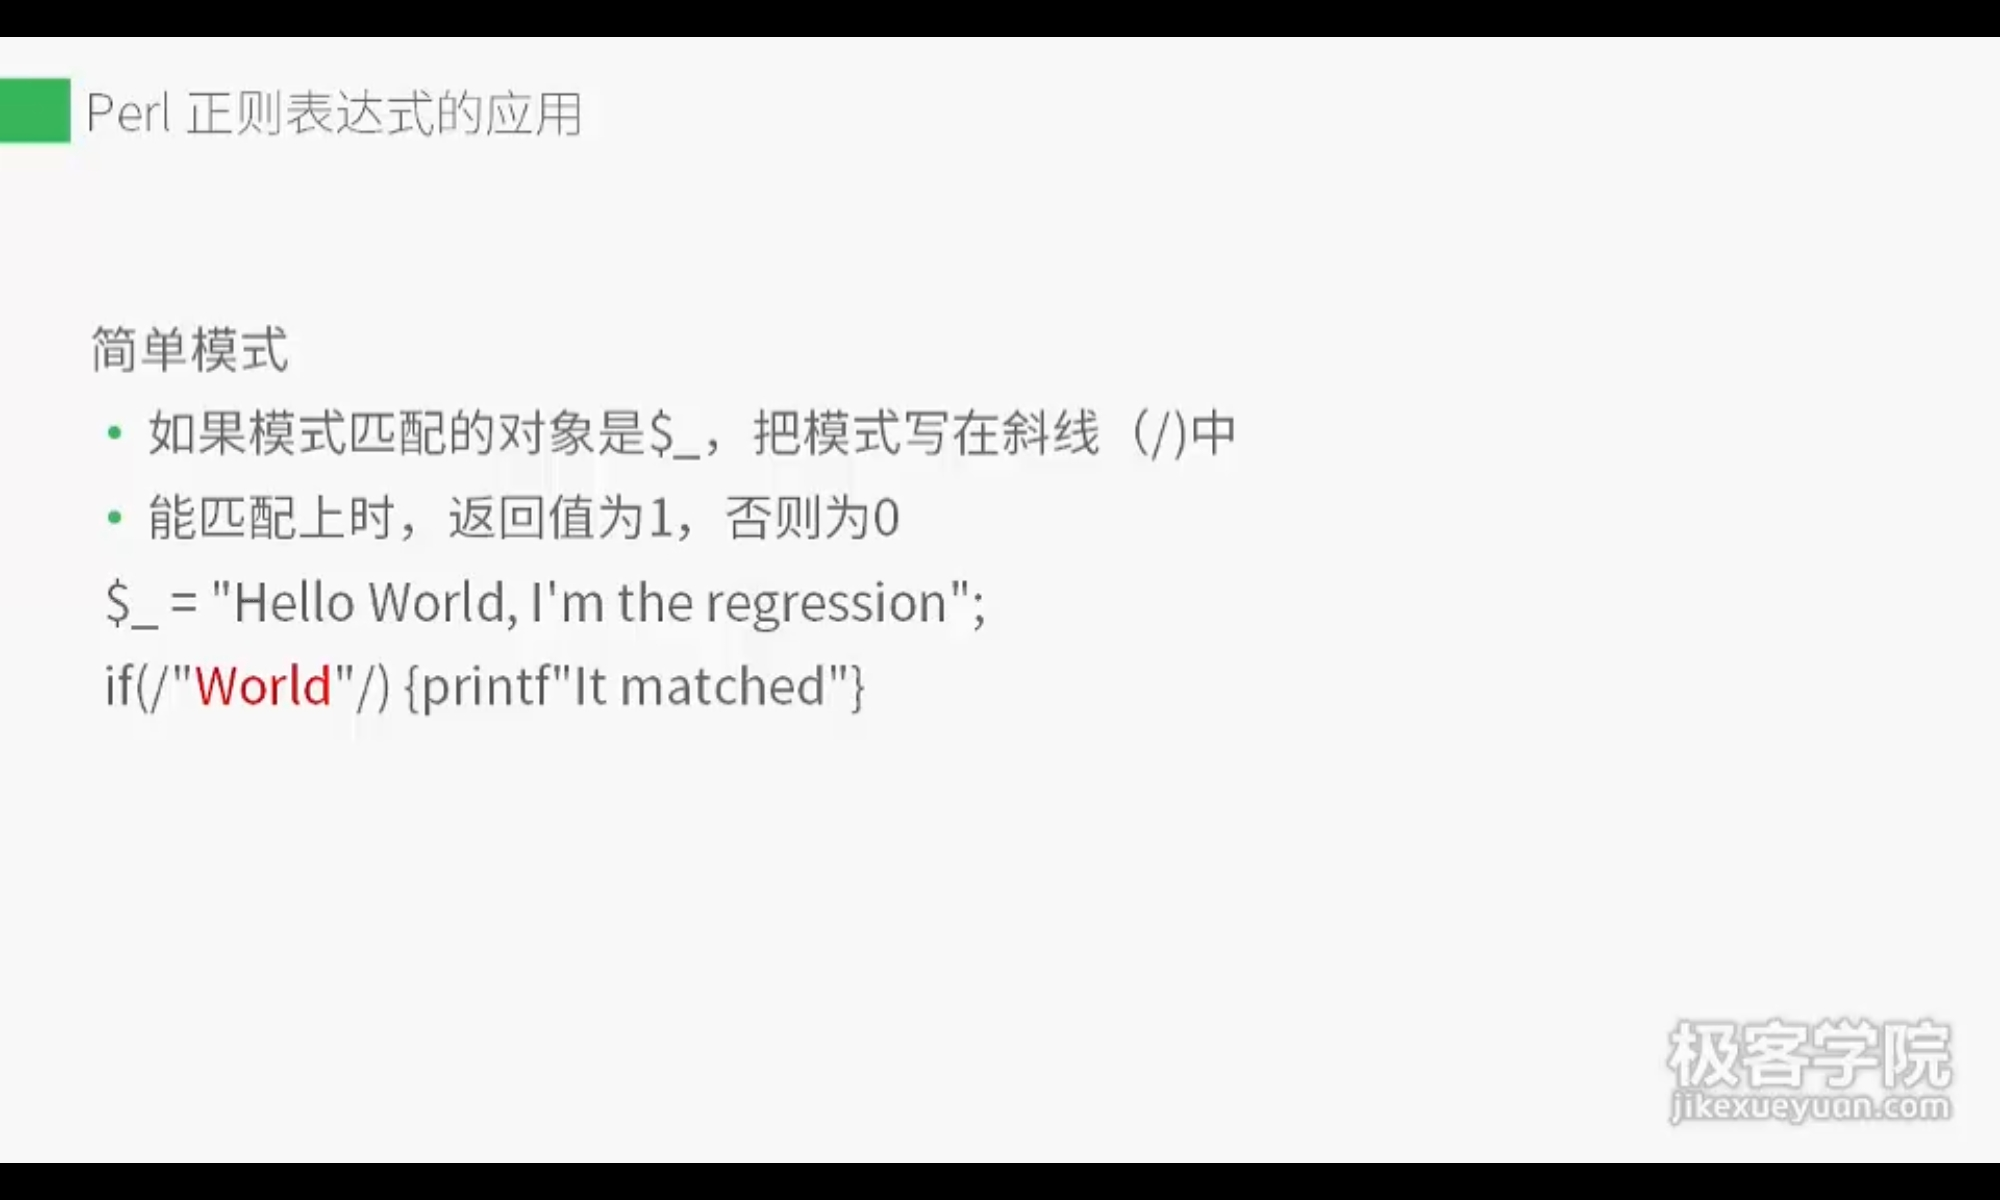 Perl 正则表达式的应用
简单模式
• 如果模式匹配的对象是$_，把模式写在斜线（/)中
• 能匹配上时，返回值为1，否则为0
$_ = "Hello World, I'm the regression";
if(/"World"/) {printf"It matched"}
极客学院
jikexueyuan.com